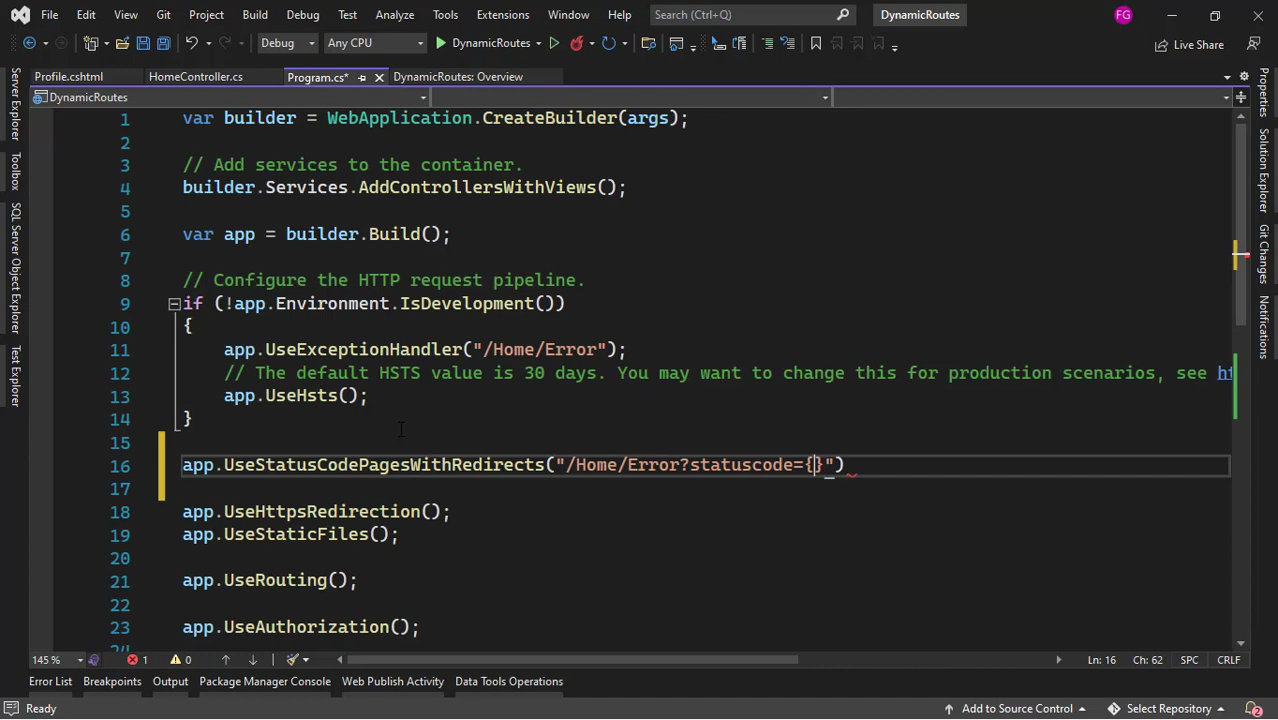 File Edit View Git Project Build Debug Test Analyze Tools Extensions Window Help Search (Ctrl+Q) DynamicRoutes FG
Debug Any CPU DynamicRoutes Live Share
Profile.cshtml HomeController.cs Program.cs* DynamicRoutes: Overview
DynamicRoutes
1 var builder = WebApplication.CreateBuilder(args);
2
3 // Add services to the container.
4 builder.Services.AddControllersWithViews();
5
6 var app = builder.Build();
7
8 // Configure the HTTP request pipeline.
9 if (!app.Environment.IsDevelopment())
10 {
11 app.UseExceptionHandler("/Home/Error");
12 // The default HSTS value is 30 days. You may want to change this for production scenarios, see ht
13 app.UseHsts();
14 }
15
16 app.UseStatusCodePagesWithRedirects("/Home/Error?statuscode={}")
17
18 app.UseHttpsRedirection();
19 app.UseStaticFiles();
20
21 app.UseRouting();
22
23 app.UseAuthorization();
24
Server Explorer
Toolbox
SQL Server Object Explorer
Test Explorer
Properties
Solution Explorer
Git Changes
Notifications
145 % 1 0 Ln: 16 Ch: 62 SPC CRLF
Error List Breakpoints Output Package Manager Console Web Publish Activity Data Tools Operations
Ready Add to Source Control Select Repository 2